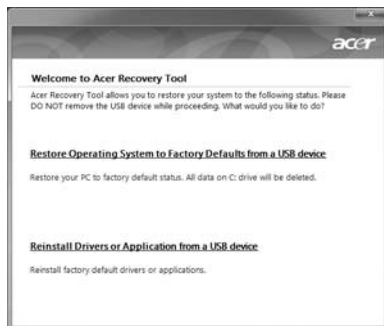 acer
Welcome to Acer Recovery Tool
Acer Recovery Tool allows you to restore your system to the following status. Please
DO NOT remove the USB device while proceeding. What would you like to do?
Restore Operating System to Factory Defaults from a USB device
Restore your PC to factory default status. All data on C: drive will be deleted.
Reinstall Drivers or Application from a USB device
Reinstall factory default drivers or applications.